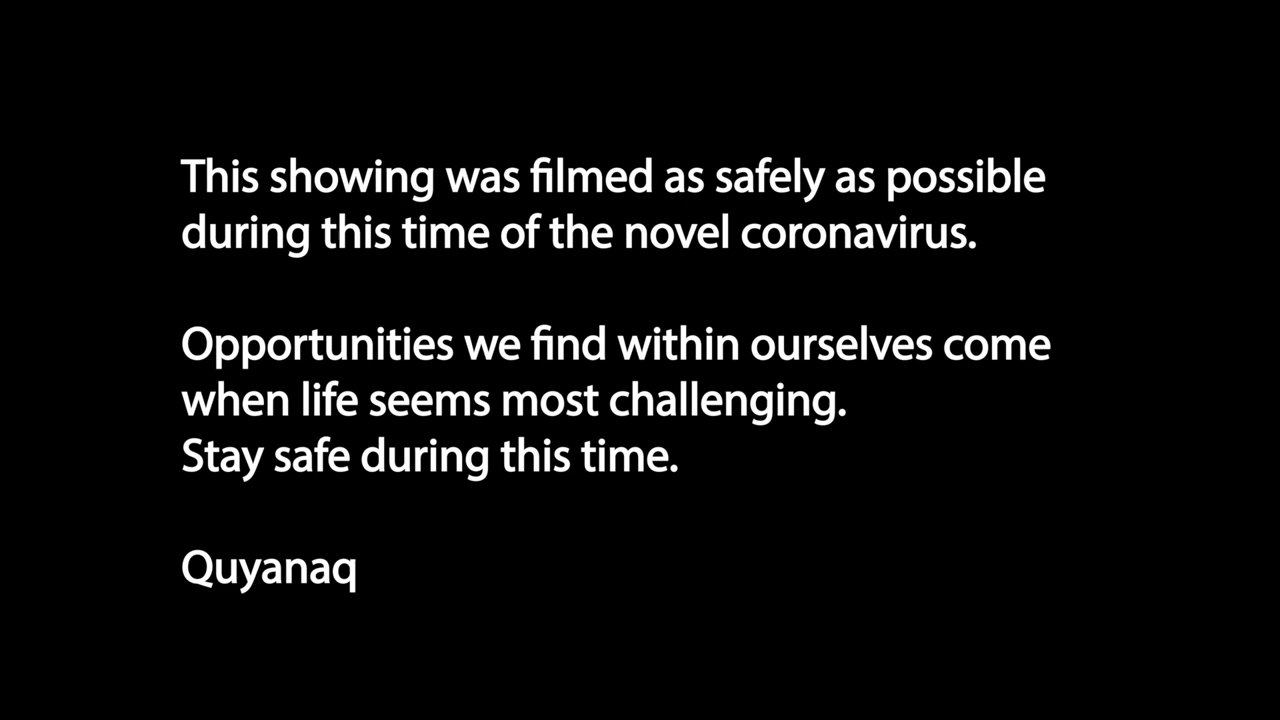 This showing was filmed as safely as possible
during this time of the novel coronavirus.
Opportunities we find within ourselves come
when life seems most challenging.
Stay safe during this time.
Quyanaq